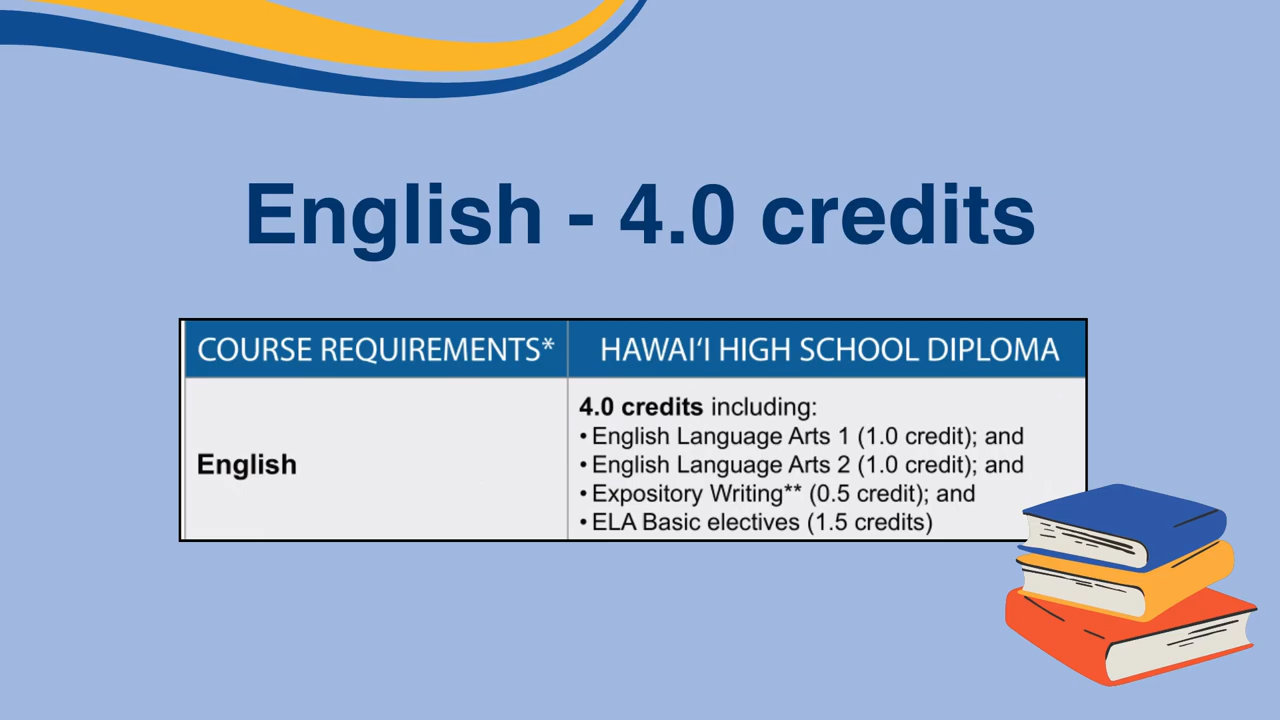 English - 4.0 credits
COURSE REQUIREMENTS*
HAWAI‘I HIGH SCHOOL DIPLOMA
English
4.0 credits including:
• English Language Arts 1 (1.0 credit); and
• English Language Arts 2 (1.0 credit); and
• Expository Writing** (0.5 credit); and
• ELA Basic electives (1.5 credits)